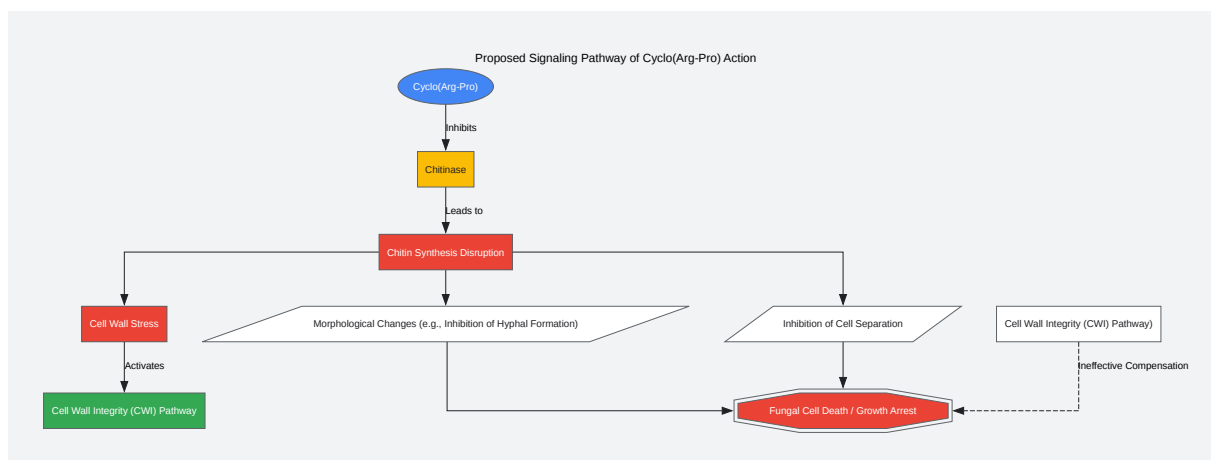 Proposed Signaling Pathway of Cyclo(Arg-Pro) Action
Cyclo(Arg-Pro)
Inhibits
Chitinase
Leads to
Chitin Synthesis Disruption
Cell Wall Stress
Morphological Changes (e.g., Inhibition of Hyphal Formation)
Inhibition of Cell Separation
Cell Wall Integrity (CWI) Pathway)
Activates
Ineffective Compensation
Cell Wall Integrity (CWI) Pathway
Fungal Cell Death / Growth Arrest